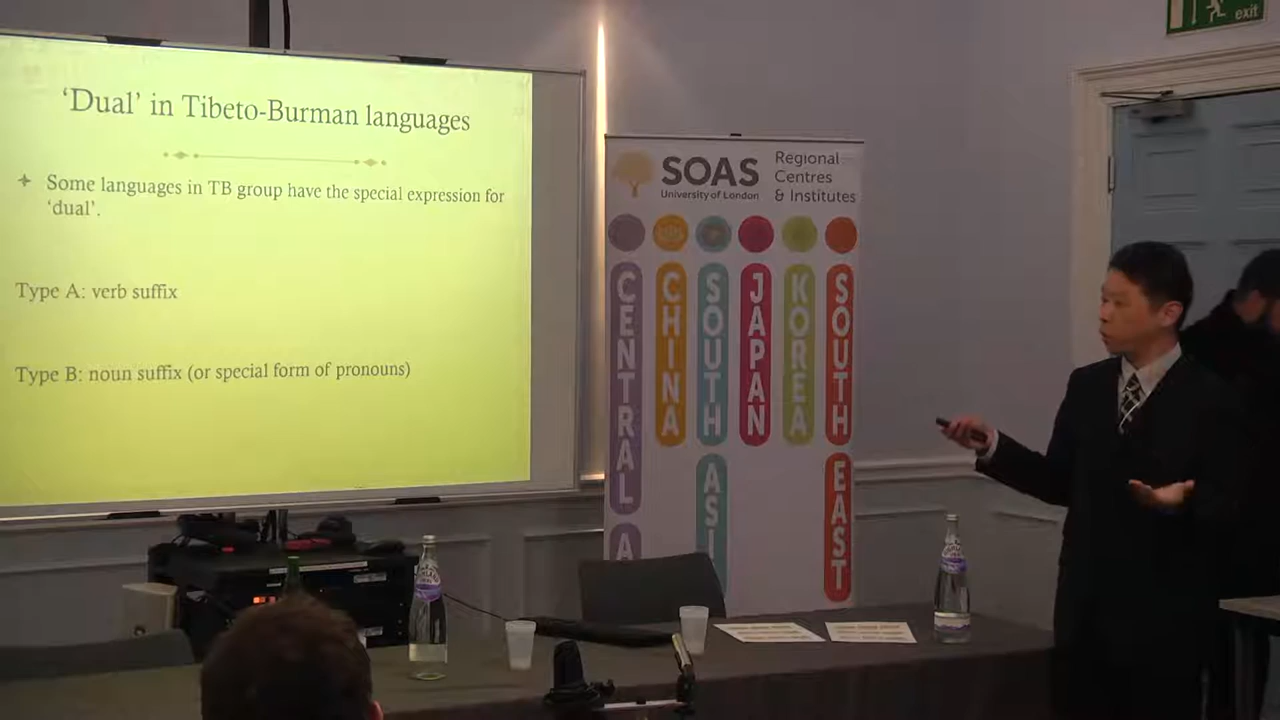 ‘Dual’ in Tibeto-Burman languages
Some languages in TB group have the special expression for
‘dual’.
Type A: verb suffix
Type B: noun suffix (or special form of pronouns)
SOAS
University of London
Regional
Centres
& Institutes
CENTRAL A
CHINA
SOUTH ASI
JAPAN
KOREA
SOUTH EAST
exit